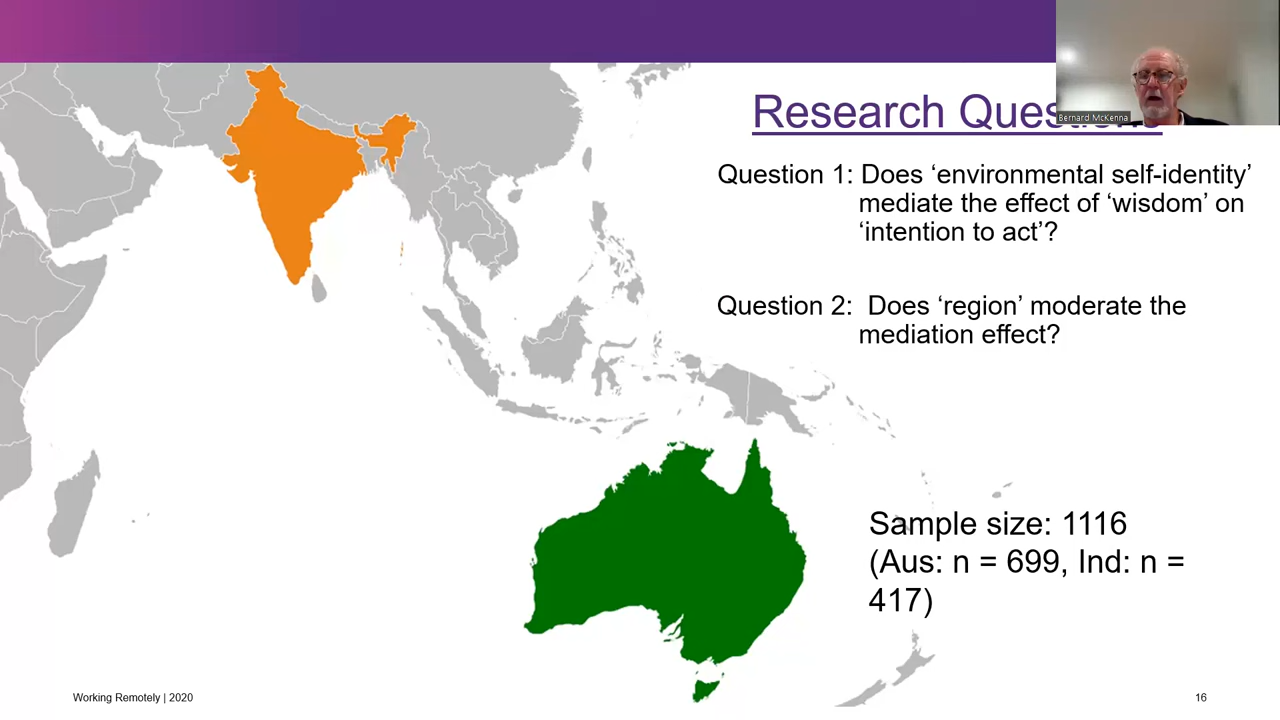 Research Ques
Bernard McKenna
Question 1: Does ‘environmental self-identity’
mediate the effect of ‘wisdom’ on
‘intention to act’?
Question 2: Does ‘region’ moderate the
mediation effect?
Sample size: 1116
(Aus: n = 699, Ind: n =
417)
Working Remotely | 2020
16